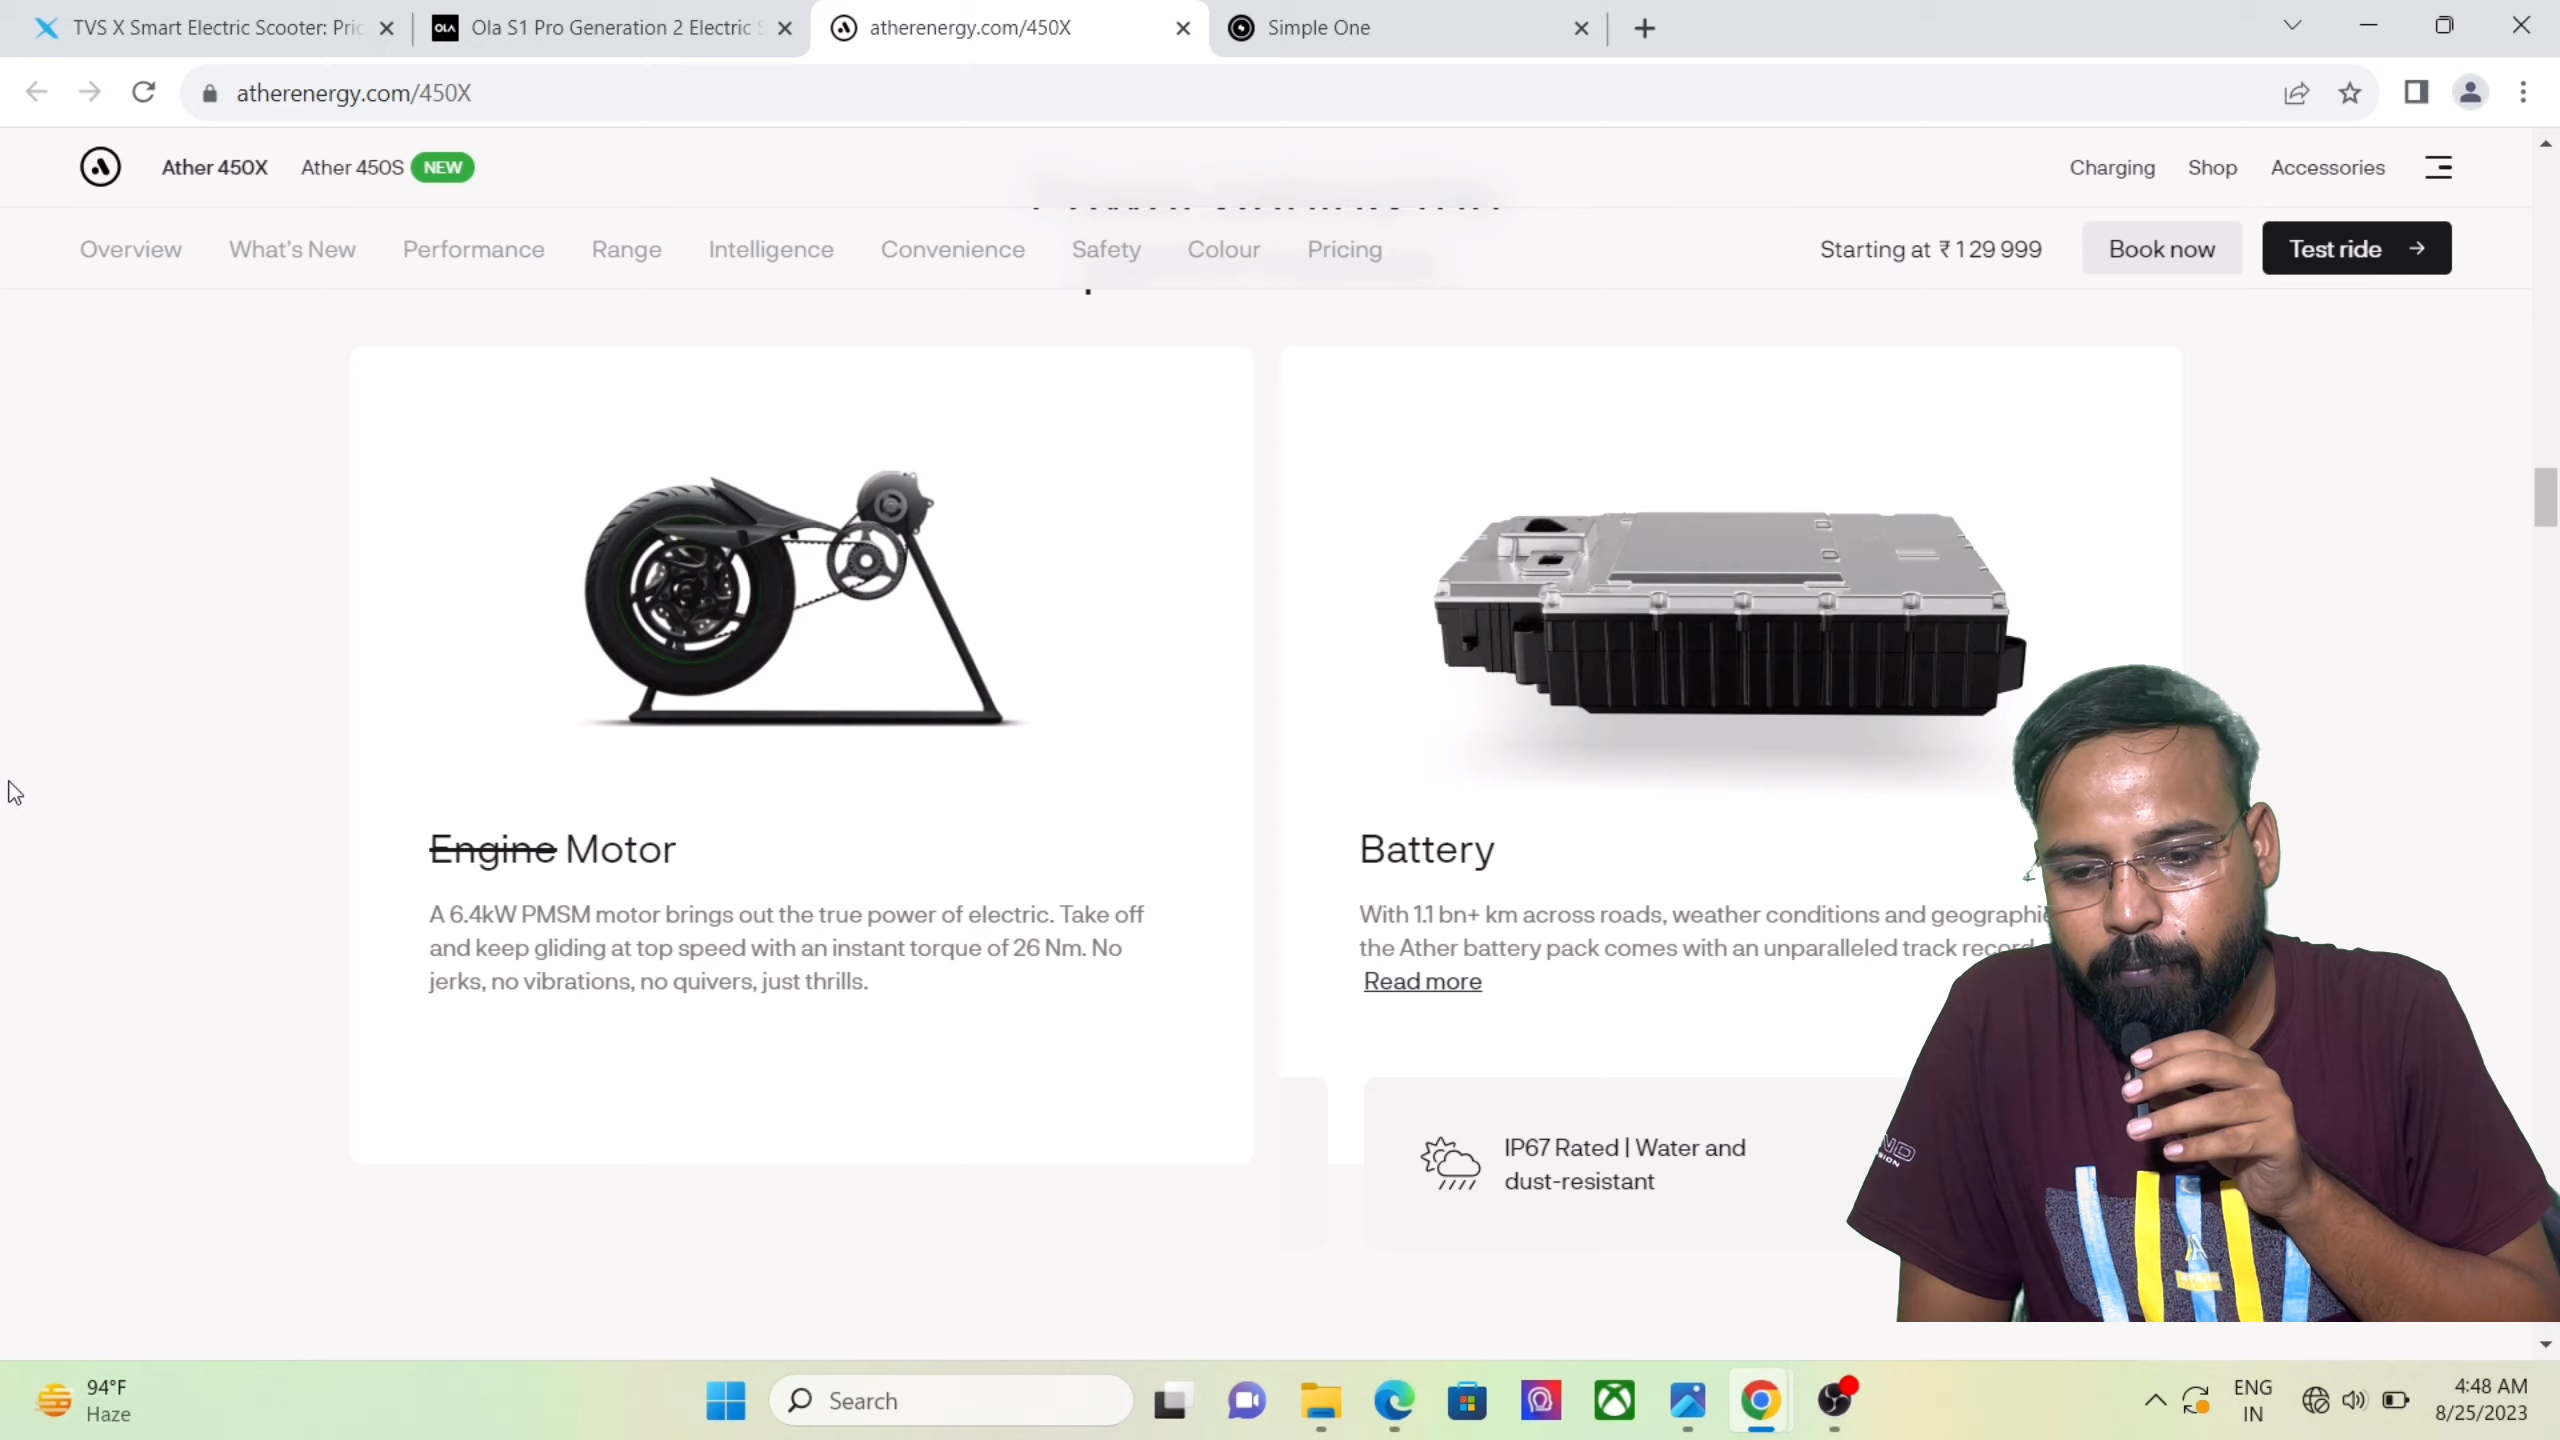 TVS X Smart Electric Scooter: Pric
OLA
Ola S1 Pro Generation 2 Electric S
atherenergy.com/450X
Simple One
atherenergy.com/450X
Ather 450X
Ather 450S
NEW
Charging
Shop
Accessories
Overview
What's New
Performance
Range
Intelligence
Convenience
Safety
Colour
Pricing
Starting at ₹ 129 999
Book now
Test ride →
Engine Motor
A 6.4kW PMSM motor brings out the true power of electric. Take off
and keep gliding at top speed with an instant torque of 26 Nm. No
jerks, no vibrations, no quivers, just thrills.
Battery
With 1.1 bn+ km across roads, weather conditions and geographi
the Ather battery pack comes with an unparalleled track record
Read more
IP67 Rated | Water and
dust-resistant
94°F
Haze
Search
ENG
IN
4:48 AM
8/25/2023